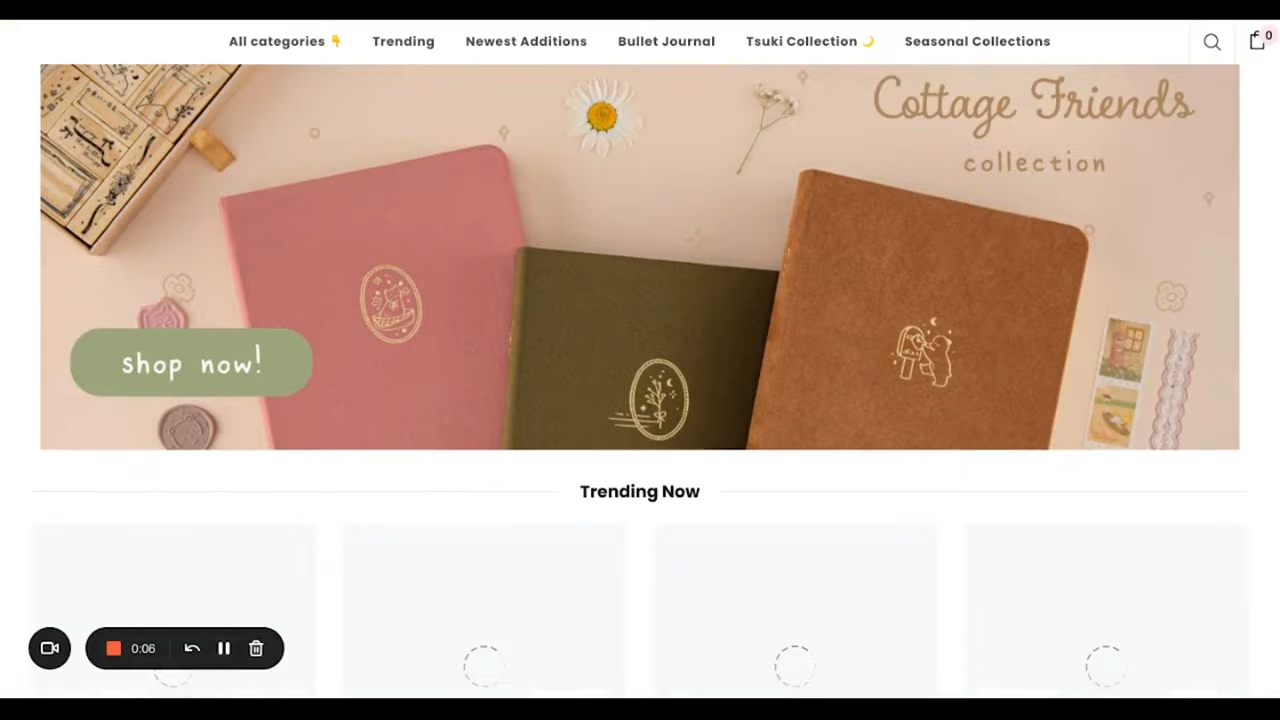 All categories 👇 Trending Newest Additions Bullet Journal Tsuki Collection 🌙 Seasonal Collections 0
Cottage Friends
collection
shop now!
Trending Now
0:06